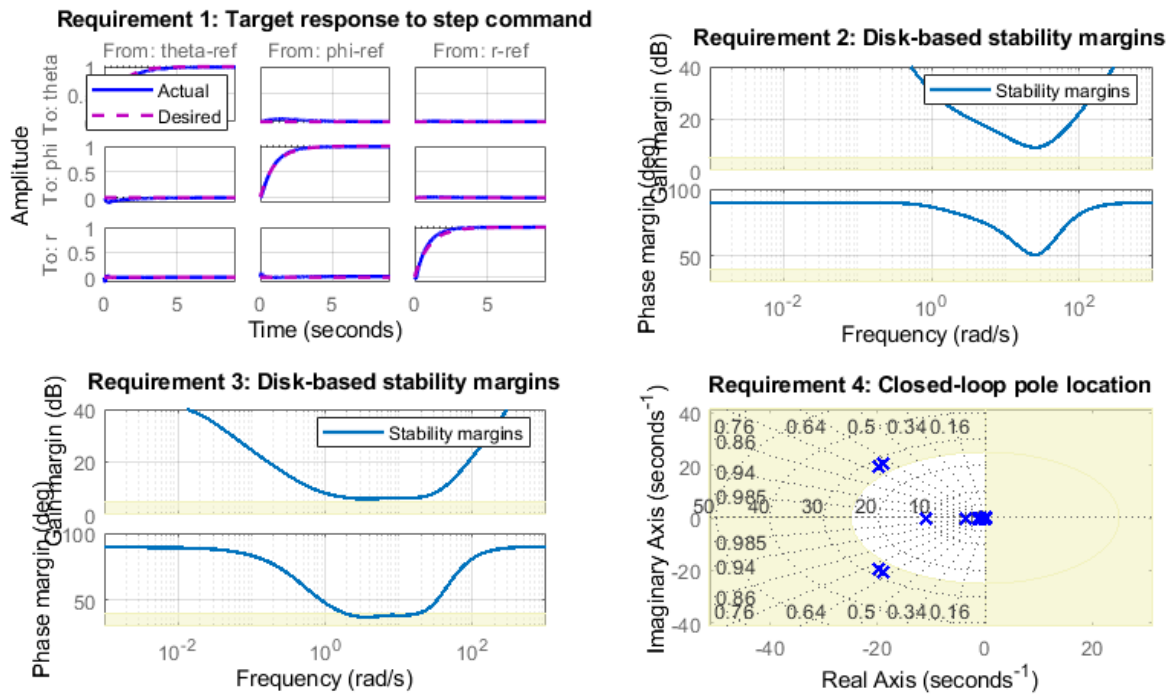 Requirement 1: Target response to step command
From: theta-ref From: phi-ref From: r-ref
Amplitude
To: theta
1
0.
Actual
Desired
To: phi
1
0.5
0
To: r
1
0.5
0
0 5 0 5 0 5
Time (seconds)
Requirement 2: Disk-based stability margins
Gain margin (dB)
40
20
0
Stability margins
Phase margin (deg)
100
50
10-2 100 102
Frequency (rad/s)
Requirement 3: Disk-based stability margins
Gain margin (dB)
40
20
0
Stability margins
Phase margin (deg)
100
50
10-2 100 102
Frequency (rad/s)
Requirement 4: Closed-loop pole location
Imaginary Axis (seconds-1)
40
20
0
-20
-40
0.76 0.64 0.5 0.34 0.16
0.86
0.94
0.985
50 40 30 20 10
0.985
0.94
0.86
0.76 0.64 0.5 0.34 0.16
-40 -20 0 20
Real Axis (seconds-1)